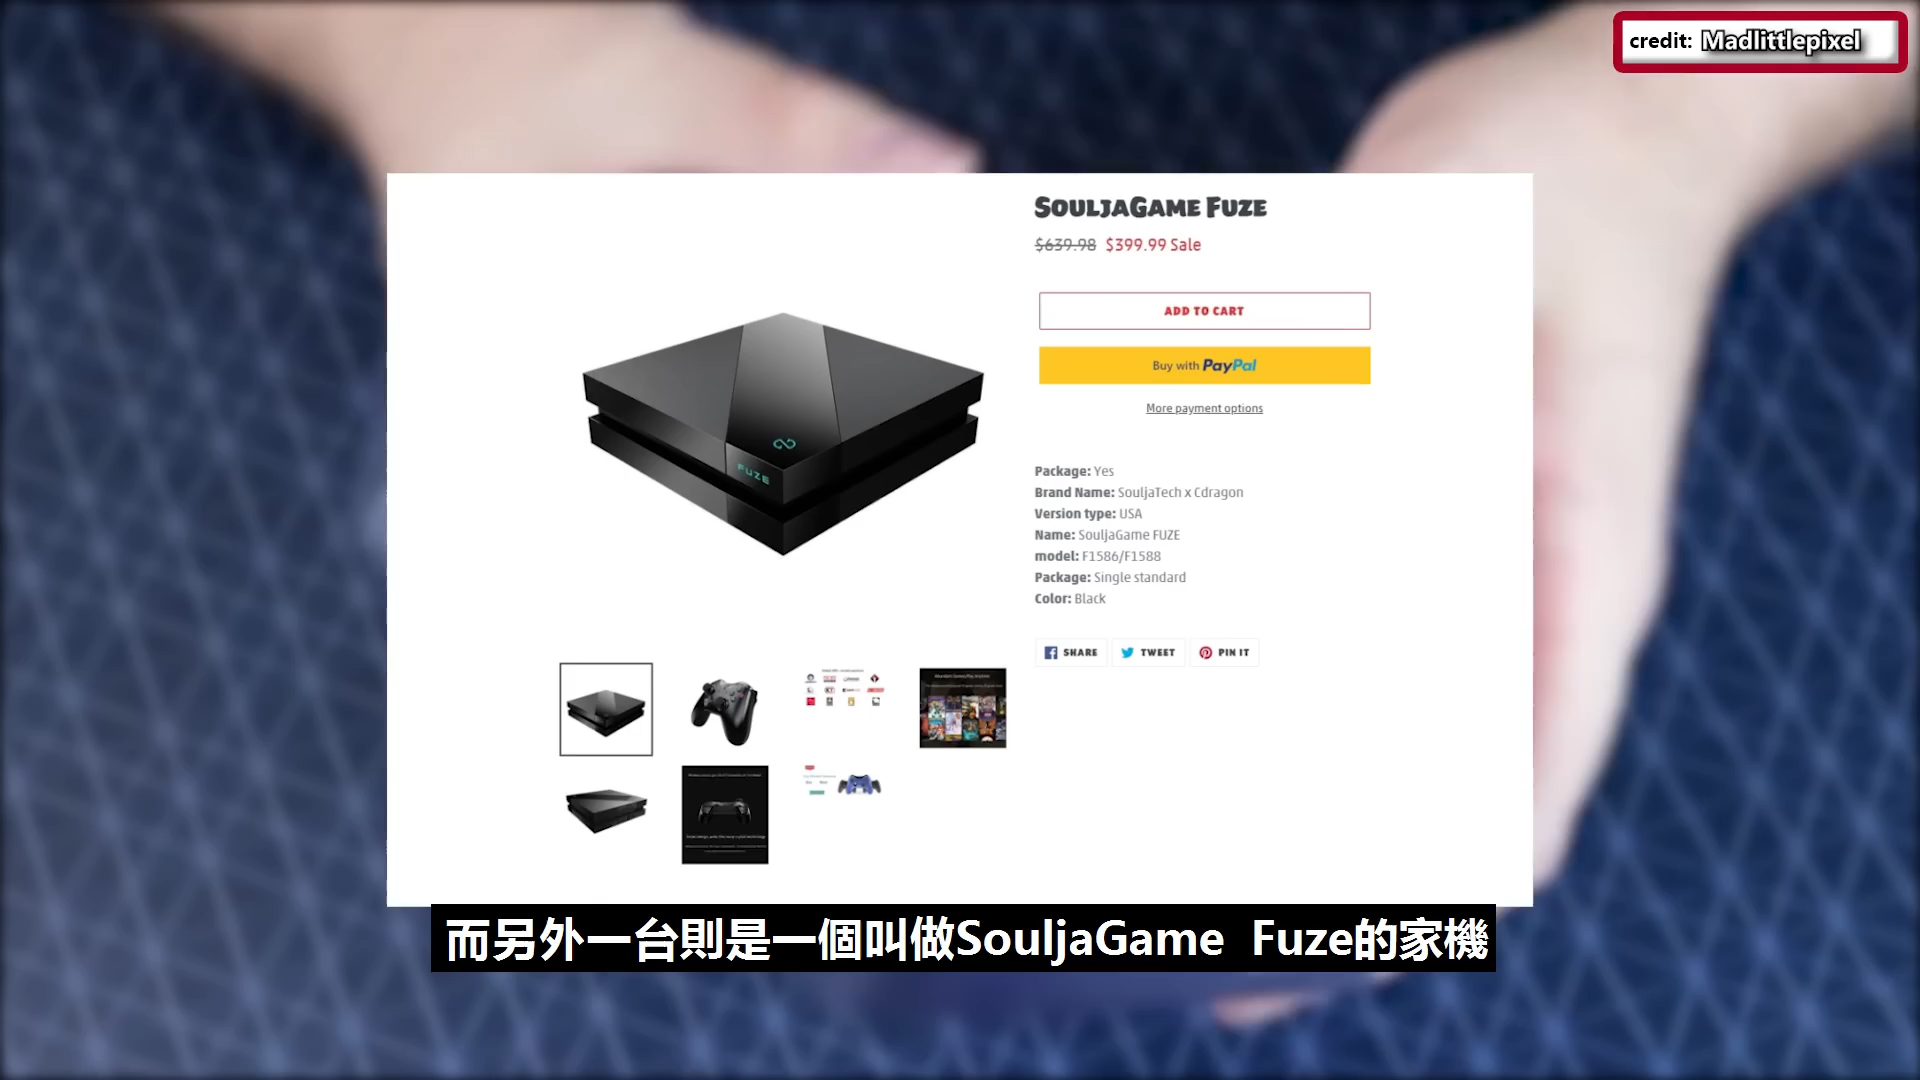 credit: Madlittlepixel
SouljaGame Fuze
$639.98 $399.99 Sale
ADD TO CART
Buy with PayPal
More payment options
FUZE
Package: Yes
Brand Name: SouljaTech x Cdragon
Version type: USA
Name: SouljaGame FUZE
model: F1586/F1588
Package: Single standard
Color: Black
SHARE TWEET PIN IT
而另外一台則是一個叫做SouljaGame Fuze的家機